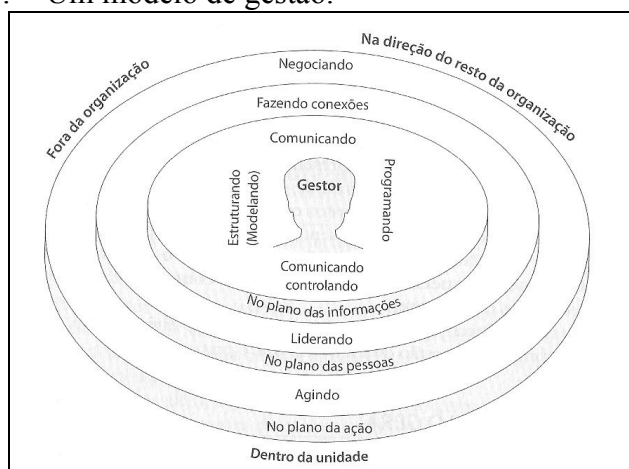 . Um modelo de gestão.
Fora da organização
Na direção do resto da organização
Negociando
Fazendo conexões
Comunicando
Estruturando
(Modelando)
Gestor
Programando
Comunicando
controlando
No plano das informações
Liderando
No plano das pessoas
Agindo
No plano da ação
Dentro da unidade